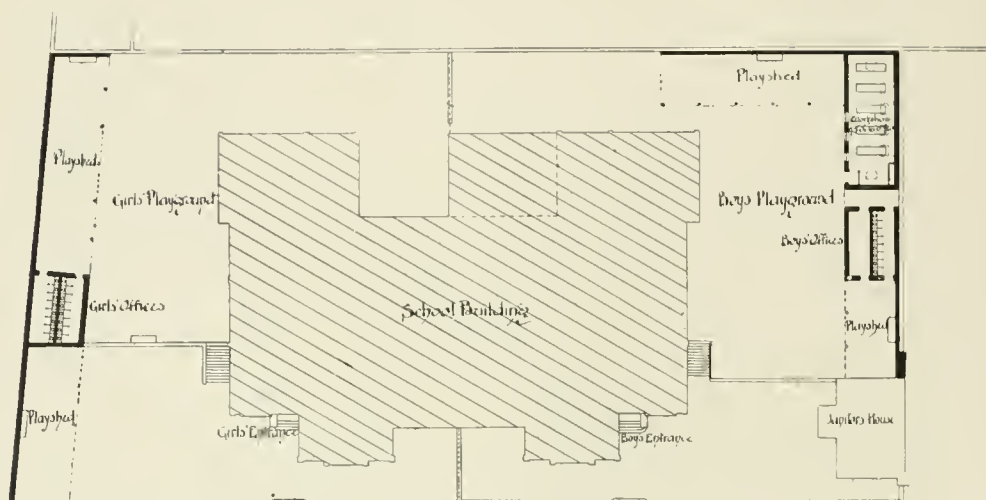 Playshed
Playshed
Girls' Playground
Boys Playground
Boys' Offices
Girls' Offices
School Building
Playshed
Playshed
Janitors House
Girls' Entrance
Boys Entrance